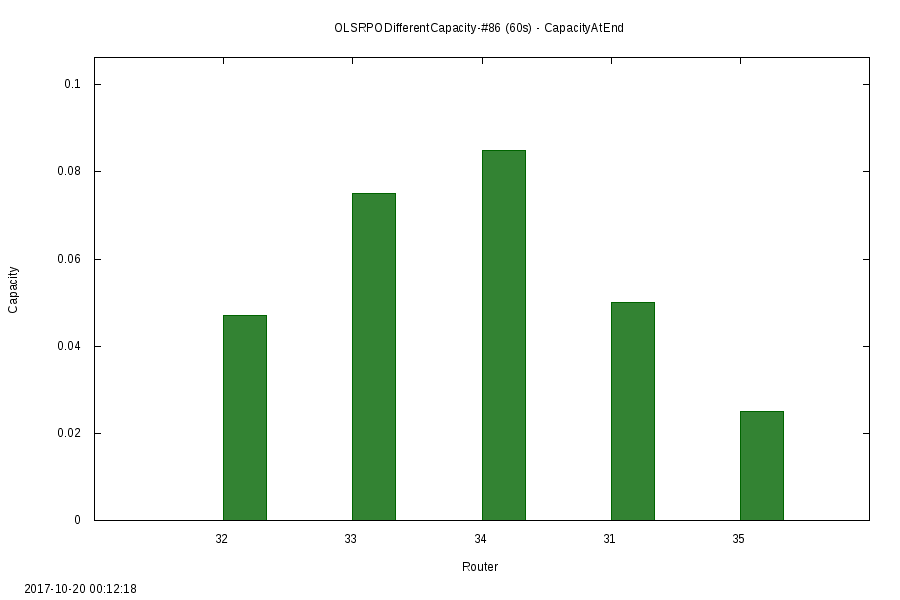 OLSRPODifferentCapacity-#86 (60s) - CapacityAtEnd
0.1
0.08
0.06
0.04
0.02
0
Capacity
32 33 34 31 35
Router
2017-10-20 00:12:18